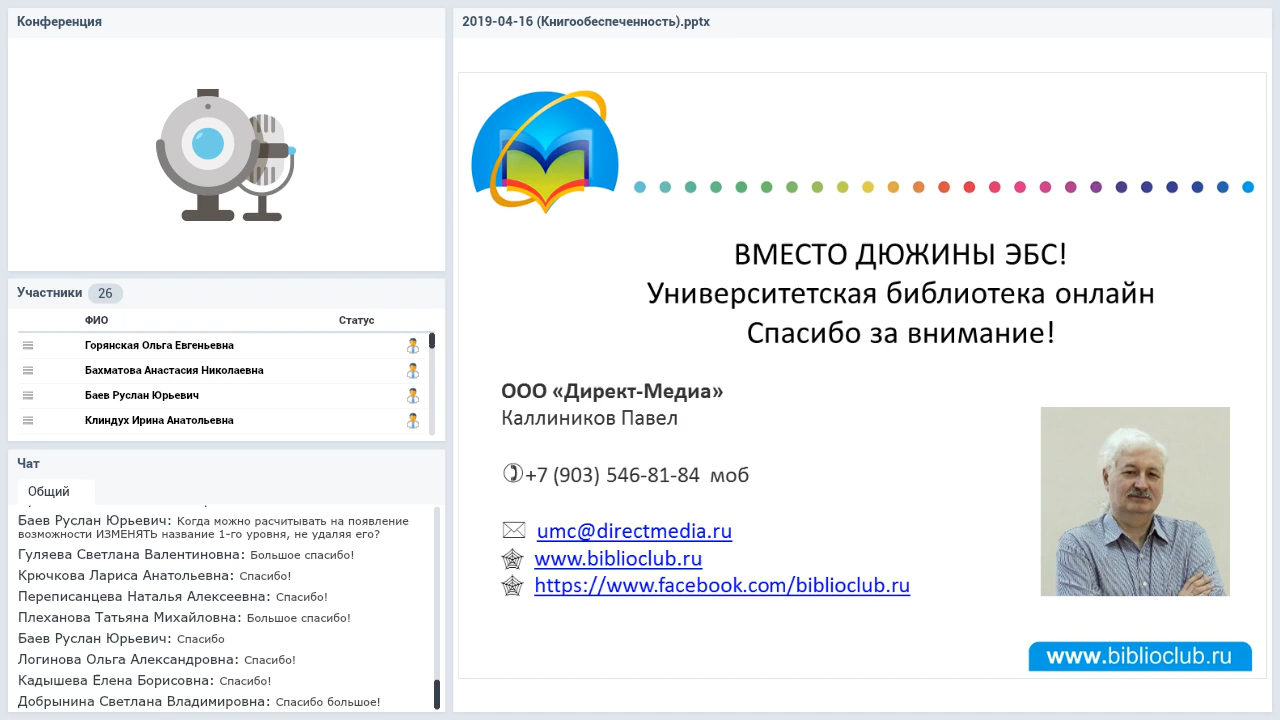 Конференция
2019-04-16 (Книгообеспеченность).pptx
Участники 26
ФИО Статус
Горянская Ольга Евгеньевна
Бахматова Анастасия Николаевна
Баев Руслан Юрьевич
Клиндух Ирина Анатольевна
Чат
Общий
Баев Руслан Юрьевич: Когда можно расчитывать на появление
возможности ИЗМЕНЯТЬ название 1-го уровня, не удаляя его?
Гуляева Светлана Валентиновна: Большое спасибо!
Крючкова Лариса Анатольевна: Спасибо!
Переписанцева Наталья Алексеевна: Спасибо!
Плеханова Татьяна Михайловна: Большое спасибо!
Баев Руслан Юрьевич: Спасибо
Логинова Ольга Александровна: Спасибо!
Кадышева Елена Борисовна: Спасибо!
Добрынина Светлана Владимировна: Спасибо большое!
ВМЕСТО ДЮЖИНЫ ЭБС!
Университетская библиотека онлайн
Спасибо за внимание!
ООО «Директ-Медиа»
Каллиников Павел
+7 (903) 546-81-84 моб
umc@directmedia.ru
www.biblioclub.ru
https://www.facebook.com/biblioclub.ru
www.biblioclub.ru